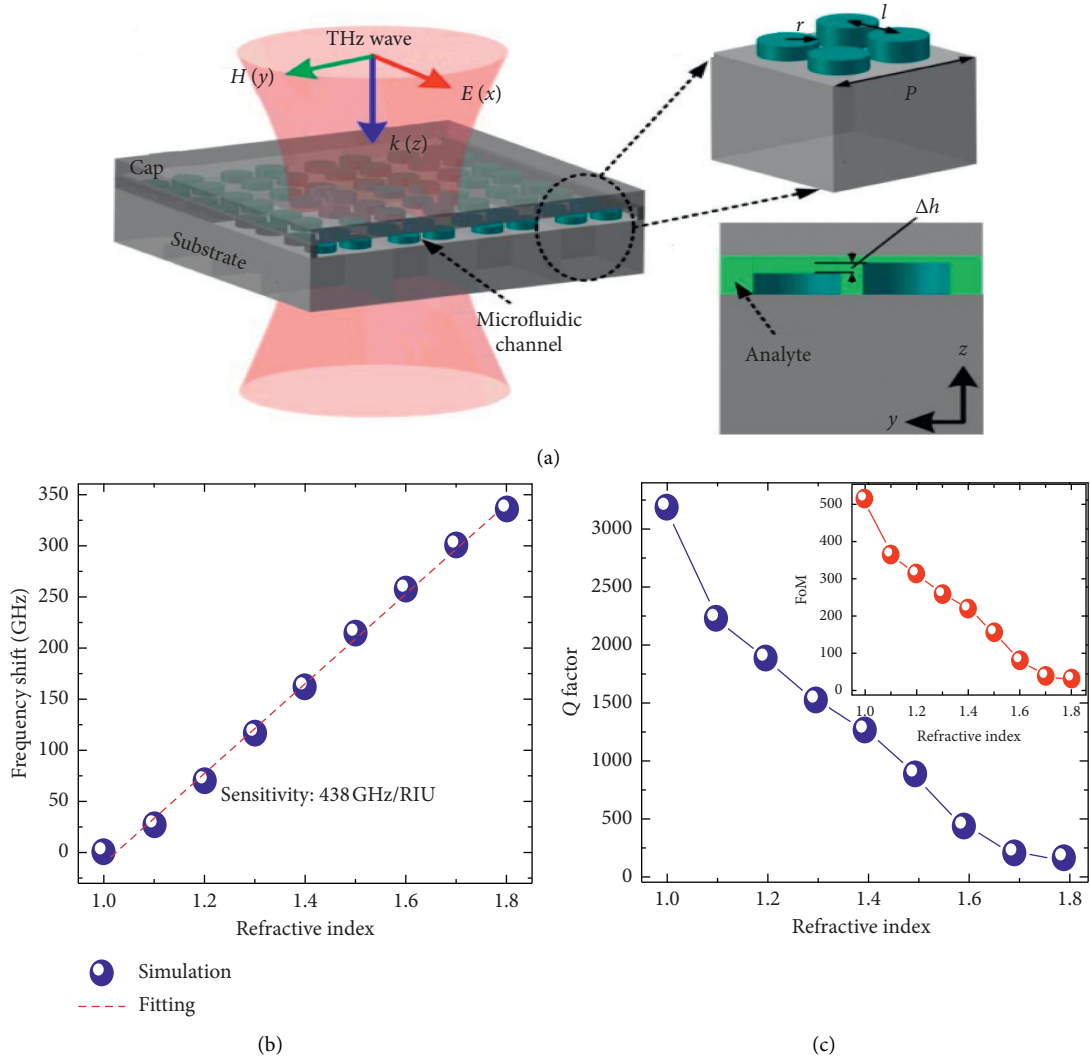 THz wave
H (y)
E (x)
k (z)
Cap
Substrate
Microfluidic
channel
r
l
P
Δh
Analyte
z
y
(a)
350
300
250
200
150
100
50
0
Frequency shift (GHz)
Sensitivity: 438 GHz/RIU
1.0 1.2 1.4 1.6 1.8
Refractive index
Simulation
Fitting
(b)
3000
2500
2000
1500
1000
500
0
Q factor
1.0 1.2 1.4 1.6 1.8
Refractive index
500
400
300
200
100
0
FoM
1.0 1.2 1.4 1.6 1.8
Refractive index
(c)